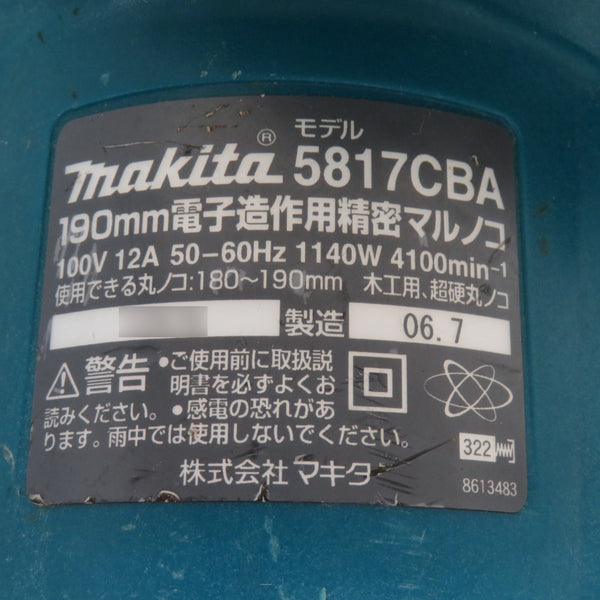 モデル
makita® 5817CBA
190mm電子造作用精密マルノコ
100V 12A 50-60Hz 1140W 4100min-1
使用できる丸ノコ:180~190mm 木工用、超硬丸ノコ
製造 06.7
警告 •ご使用前に取扱説
明書を必ずよくお
読みください。 •感電の恐れがあ
ります。雨中では使用しないでください。
322
株式会社 マキタ
8613483